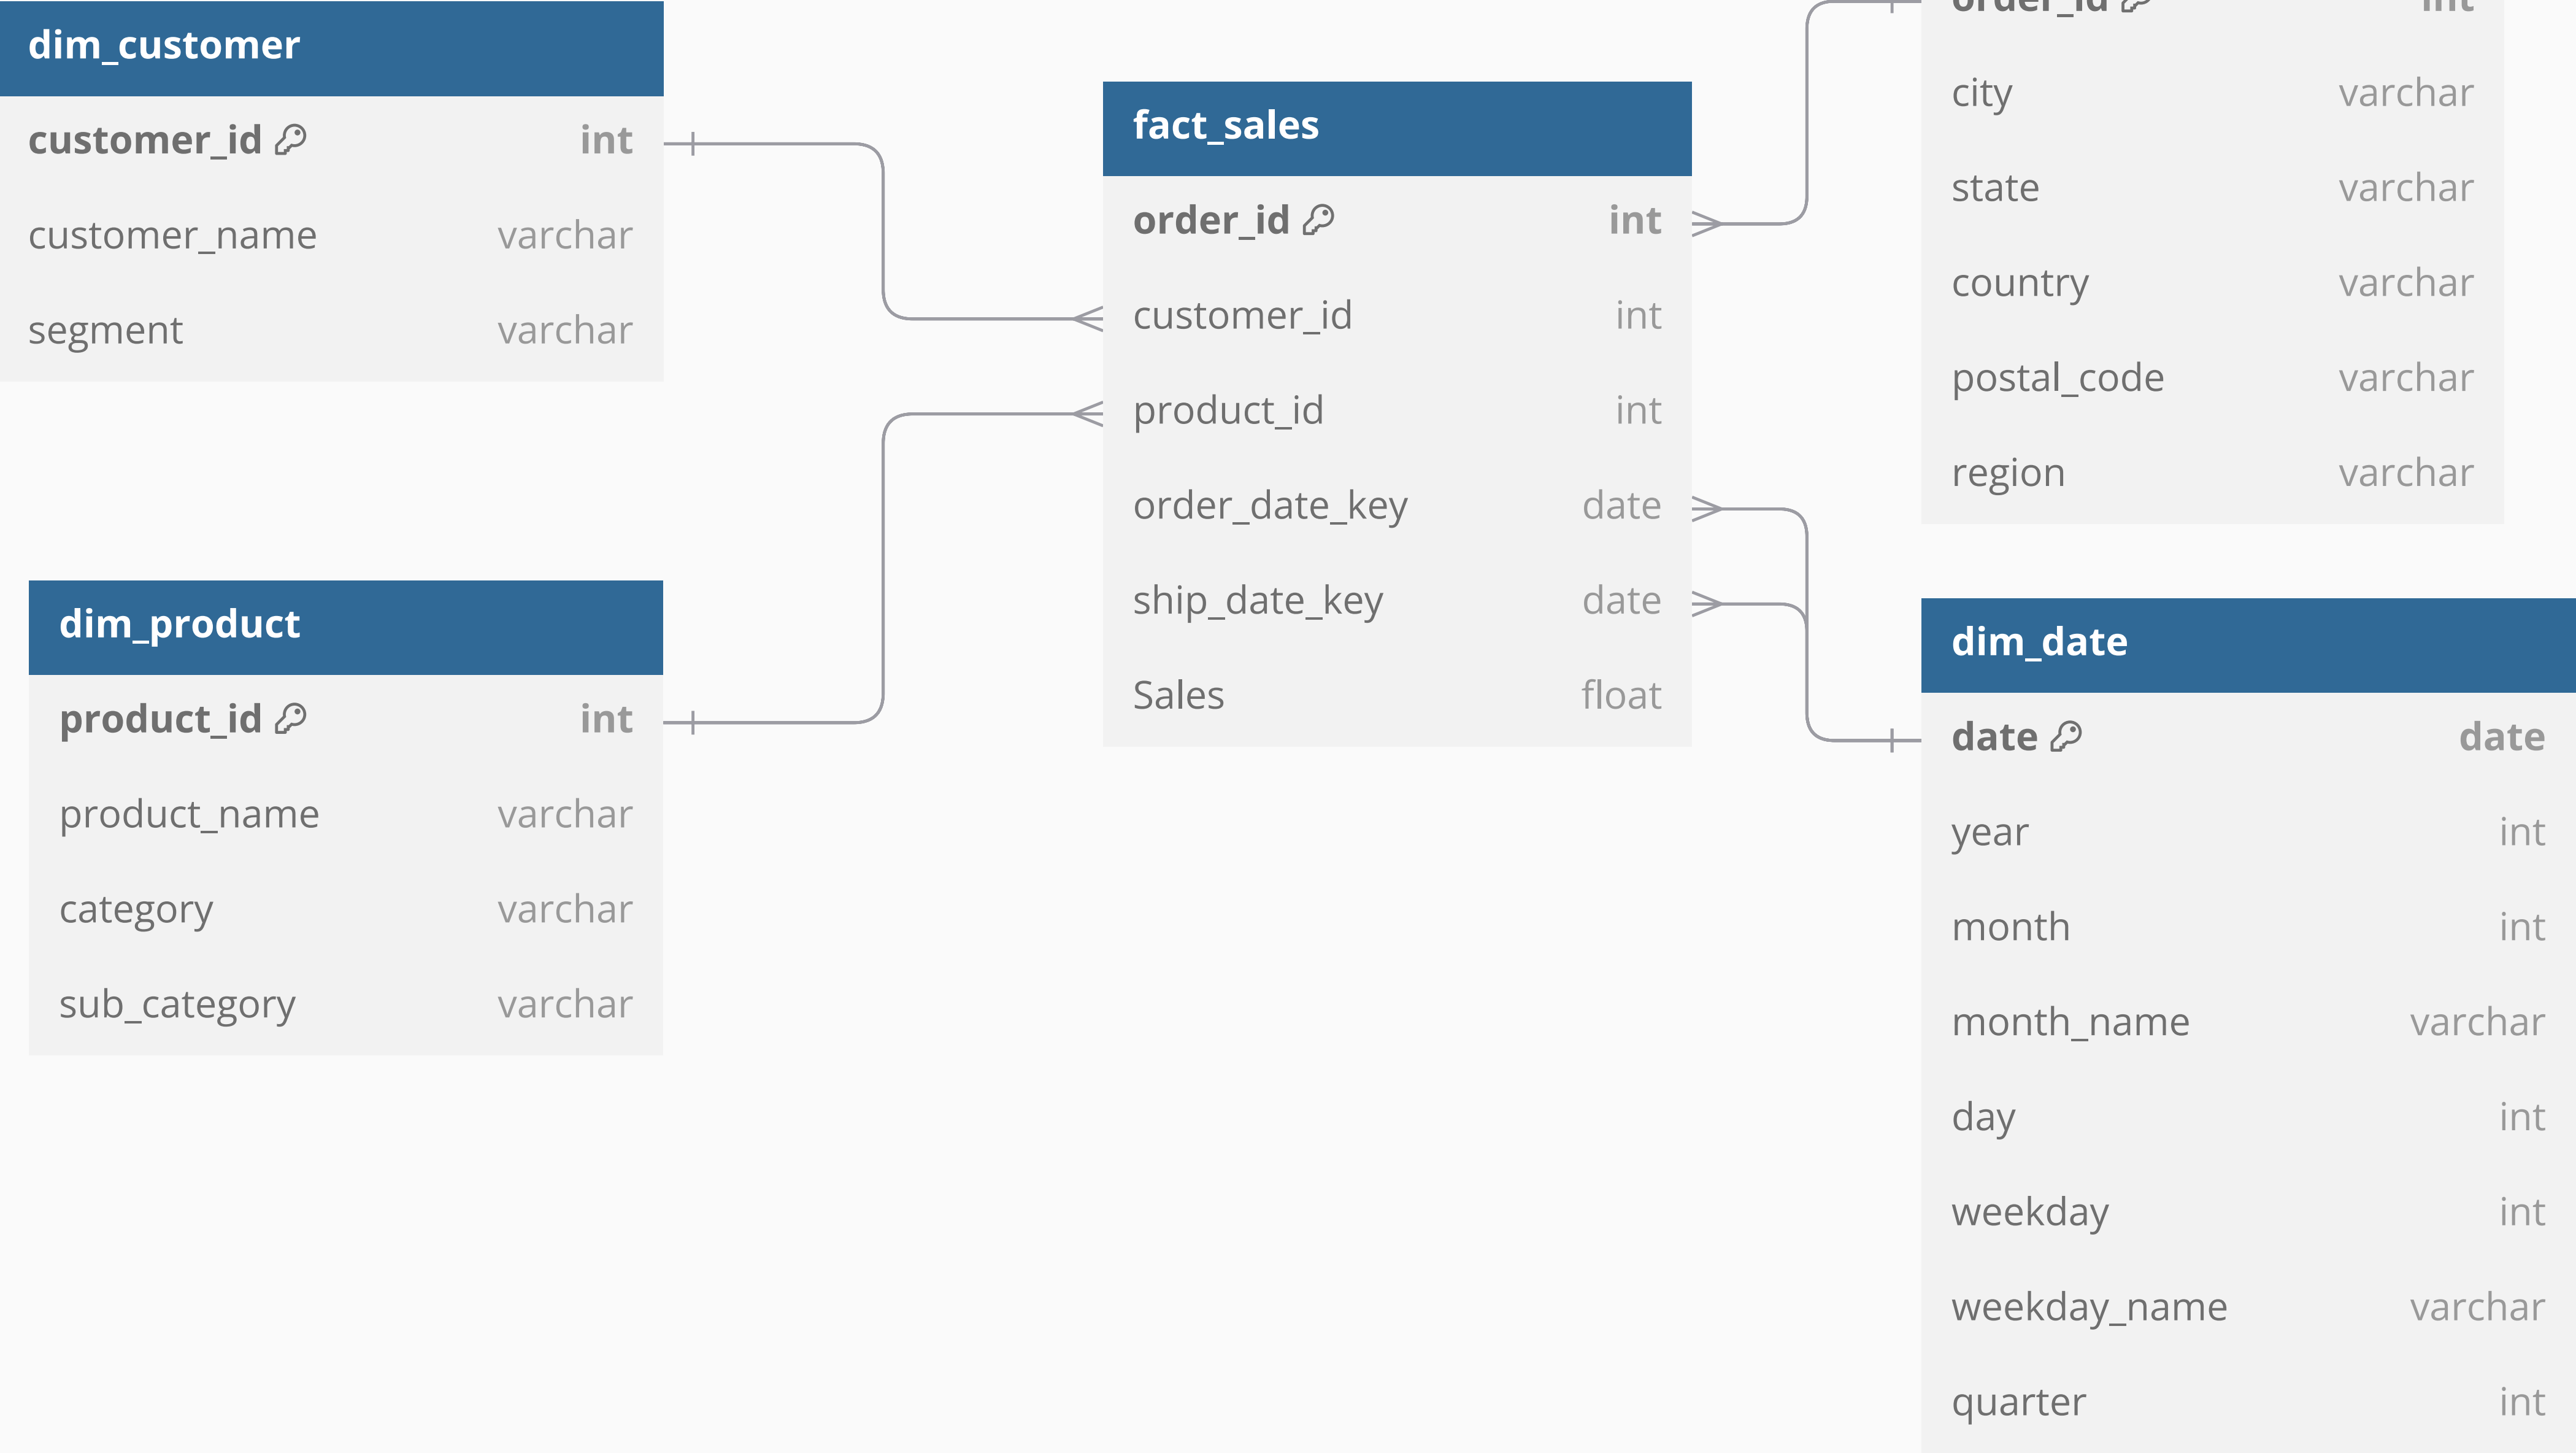 dim_customer
customer_id int
customer_name varchar
segment varchar
dim_product
product_id int
product_name varchar
category varchar
sub_category varchar
fact_sales
order_id int
customer_id int
product_id int
order_date_key date
ship_date_key date
Sales float
order_id int
city varchar
state varchar
country varchar
postal_code varchar
region varchar
dim_date
date date
year int
month int
month_name varchar
day int
weekday int
weekday_name varchar
quarter int